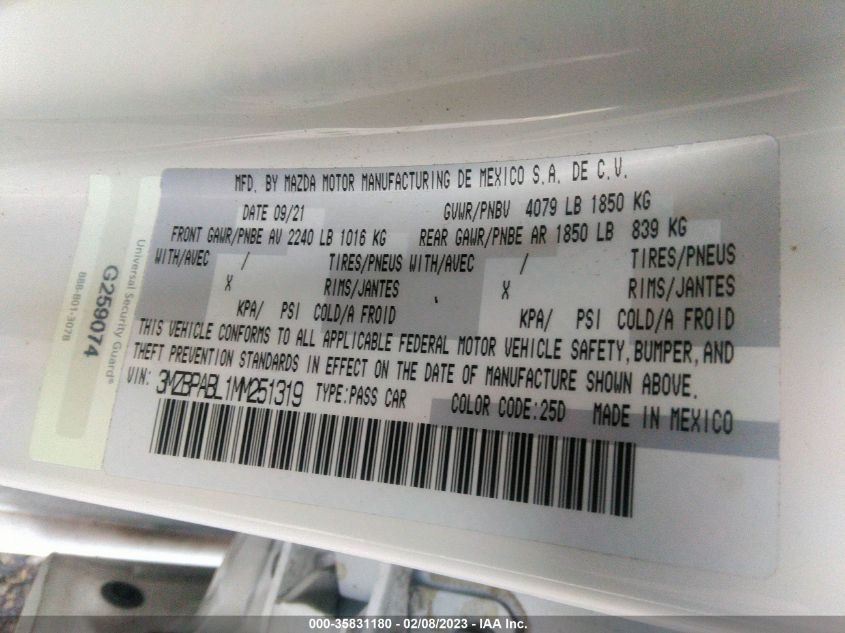 MFD. BY MAZDA MOTOR MANUFACTURING DE MEXICO S.A. DE C.V.
DATE 09/21 GVWR/PNBV 4079 LB 1850 KG
FRONT GAWR/PNBE AV 2240 LB 1016 KG REAR GAWR/PNBE AR 1850 LB 839 KG
WITH/AVEC / TIRES/PNEUS WITH/AVEC / TIRES/PNEUS
X RIMS/JANTES X RIMS/JANTES
KPA/ PSI COLD/A FROID KPA/ PSI COLD/A FROID
THIS VEHICLE CONFORMS TO ALL APPLICABLE FEDERAL MOTOR VEHICLE SAFETY, BUMPER, AND
THEFT PREVENTION STANDARDS IN EFFECT ON THE DATE OF MANUFACTURE SHOWN ABOVE.
VIN: 3MZBPABL1MM251319 TYPE:PASS CAR COLOR CODE:25D MADE IN MEXICO
Universal Security Guard®
G259074
888-801-3078
000-35831180 - 02/08/2023 - IAA Inc.